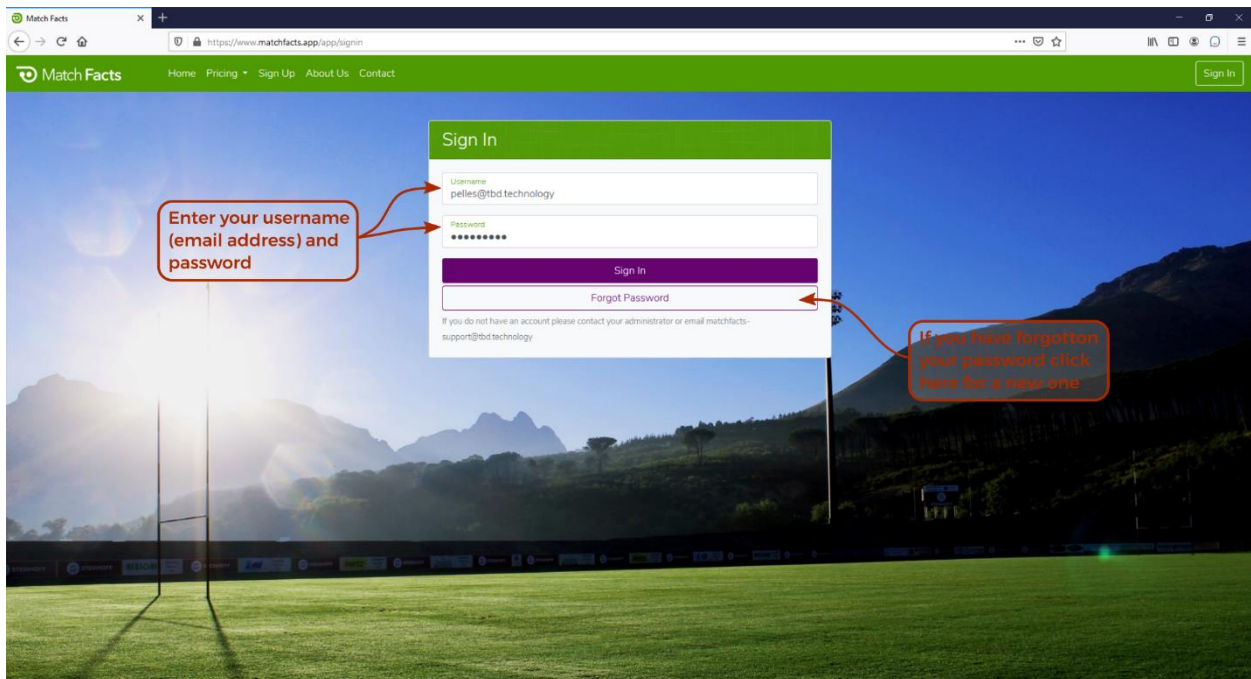 Match Facts
https://www.matchfacts.app/app/signin
Match Facts
Home Pricing Sign Up About Us Contact
Sign In
Sign In
Username
pelles@tbd.technology
Password
Sign In
Forgot Password
If you do not have an account please contact your administrator or email matchfacts-
support@tbd.technology
Enter your username
(email address) and
password
If you have forgotton
your password click
here for a new one